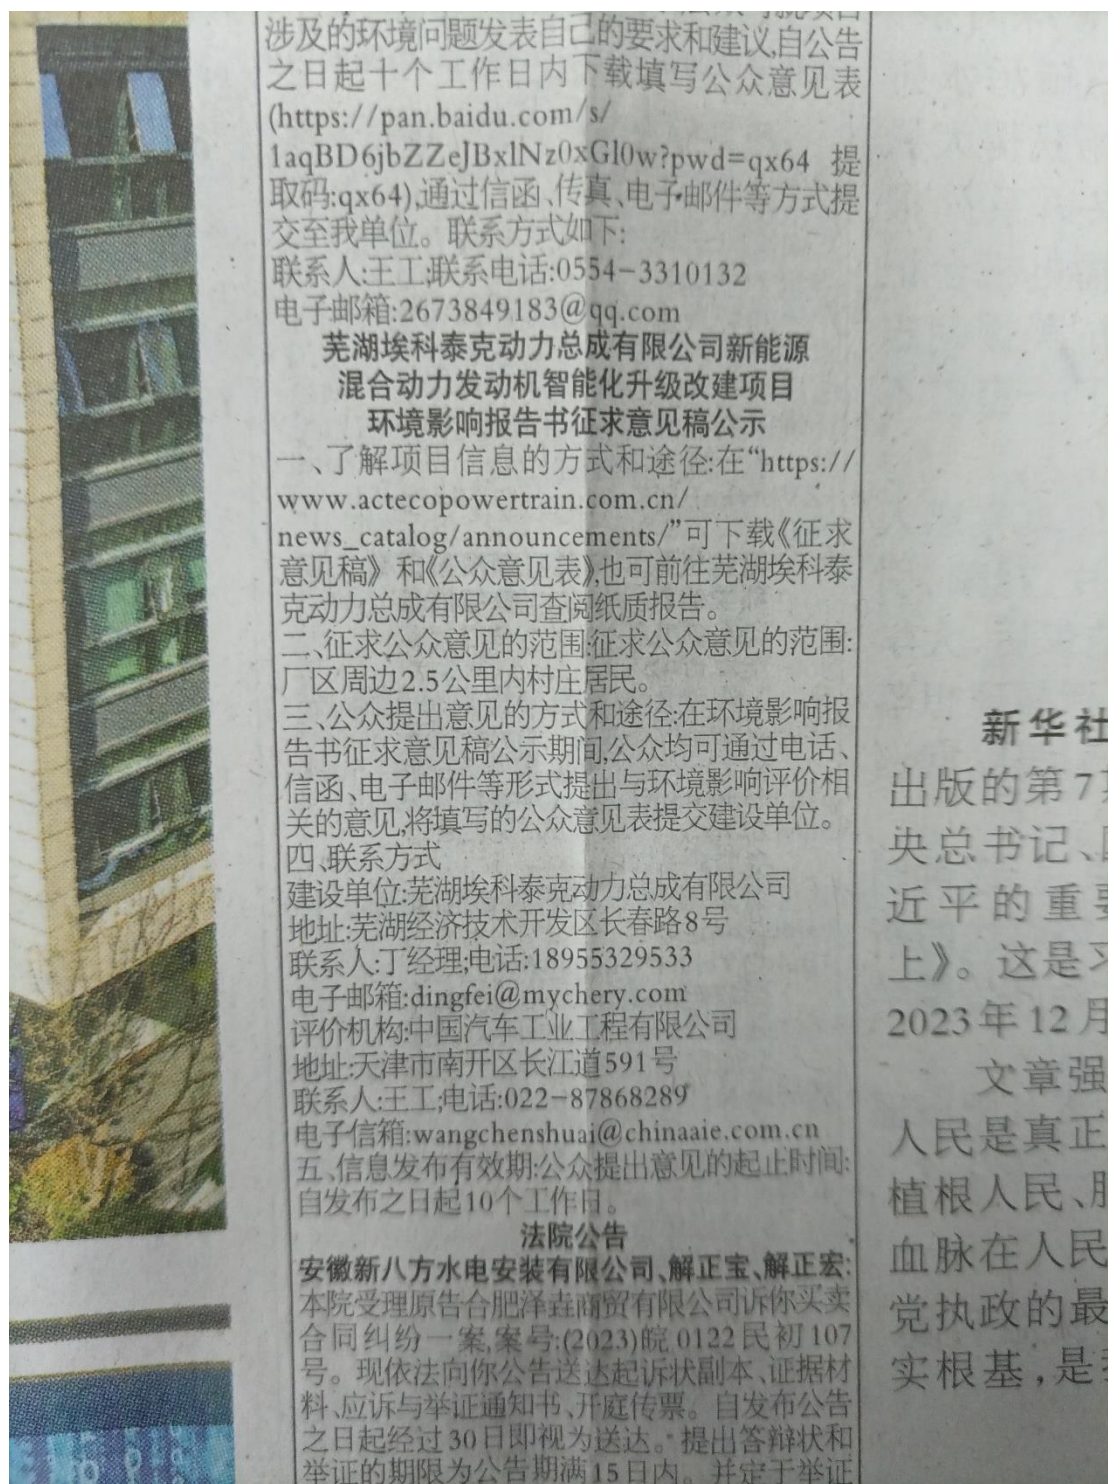 涉及的环境问题发表自己的要求和建议,自公告
之日起十个工作日内下载填写公众意见表
(https://pan.baidu.com/s/
1aqBD6jbZZeJBxlNz0xGl0w?pwd=qx64 提
取码:qx64),通过信函、传真、电子邮件等方式提
交至我单位。联系方式如下:
联系人:王工;联系电话:0554-3310132
电子邮箱:2673849183@qq.com
芜湖埃科泰克动力总成有限公司新能源
混合动力发动机智能化升级改建项目
环境影响报告书征求意见稿公示
一、了解项目信息的方式和途径:在“https://
www.actecopowertrain.com.cn/
news_catalog/announcements/”可下载《征求
意见稿》和《公众意见表》,也可前往芜湖埃科泰
克动力总成有限公司查阅纸质报告。
二、征求公众意见的范围:征求公众意见的范围:
厂区周边2.5公里内村庄居民。
三、公众提出意见的方式和途径:在环境影响报
告书征求意见稿公示期间,公众均可通过电话、
信函、电子邮件等形式提出与环境影响评价相
关的意见,将填写的公众意见表提交建设单位。
四、联系方式
建设单位:芜湖埃科泰克动力总成有限公司
地址:芜湖经济技术开发区长春路8号
联系人:丁经理;电话:18955329533
电子邮箱:dingfei@mychery.com
评价机构:中国汽车工业工程有限公司
地址:天津市南开区长江道591号
联系人:王工;电话:022-87868289
电子信箱:wangchenshuai@chinaaie.com.cn
五、信息发布有效期:公众提出意见的起止时间:
自发布之日起10个工作日。
法院公告
安徽新八方水电安装有限公司、解正宝、解正宏:
本院受理原告合肥泽垚商贸有限公司诉你买卖
合同纠纷一案,案号:(2023)皖0122民初107
号。现依法向你公告送达起诉状副本、证据材
料、应诉与举证通知书、开庭传票。自发布公告
之日起经过30日即视为送达。提出答辩状和
举证的期限为公告期满15日内。并定于举证
新华社
出版的第7
央总书记、
近平的重要
上》。这是
2023年12月
文章强
人民是真正
植根人民、
血脉在人民
党执政的最
实根基,是